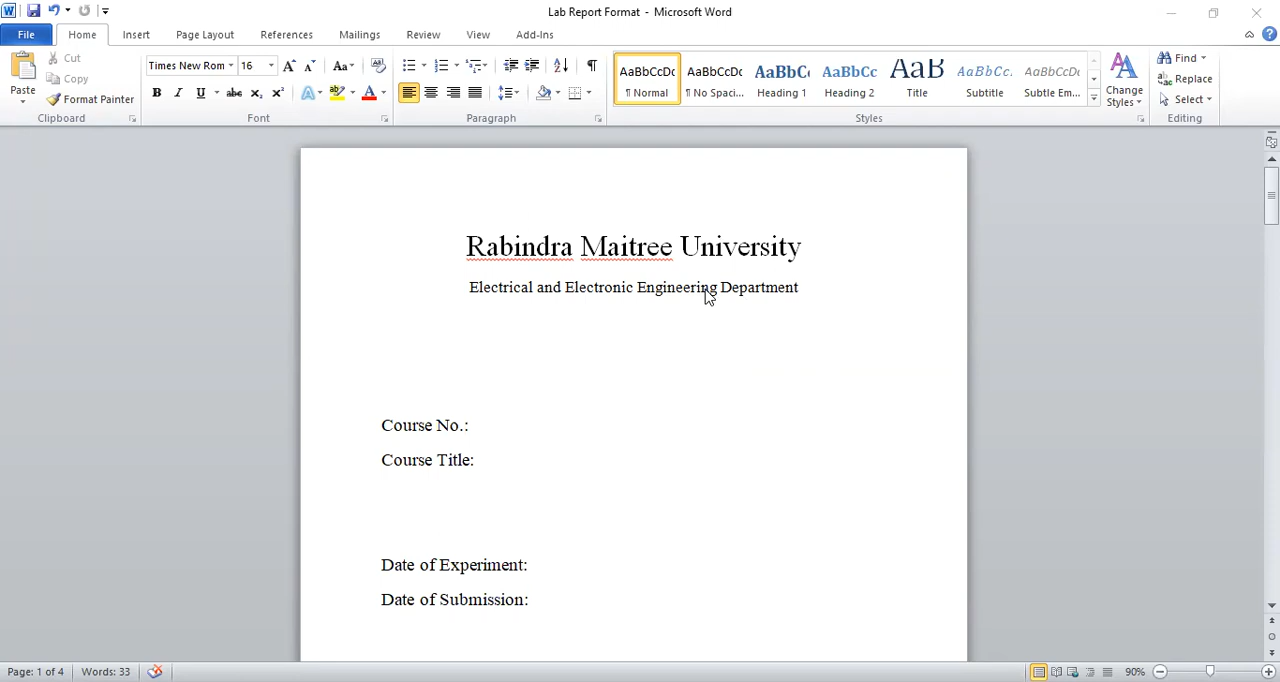 Lab Report Format - Microsoft Word
File Home Insert Page Layout References Mailings Review View Add-Ins
Paste
Cut
Copy
Format Painter
Clipboard
Times New Rom 16
Font
Paragraph
AaBbCcDc AaBbCcDc AaBbC AaBbCc AaB AaBbCc. AaBbCcDc
¶ Normal ¶ No Spaci... Heading 1 Heading 2 Title Subtitle Subtle Em...
Change Styles
Styles
Find
Replace
Select
Editing
Rabindra Maitree University
Electrical and Electronic Engineering Department
Course No.:
Course Title:
Date of Experiment:
Date of Submission:
Page: 1 of 4 Words: 33 90%